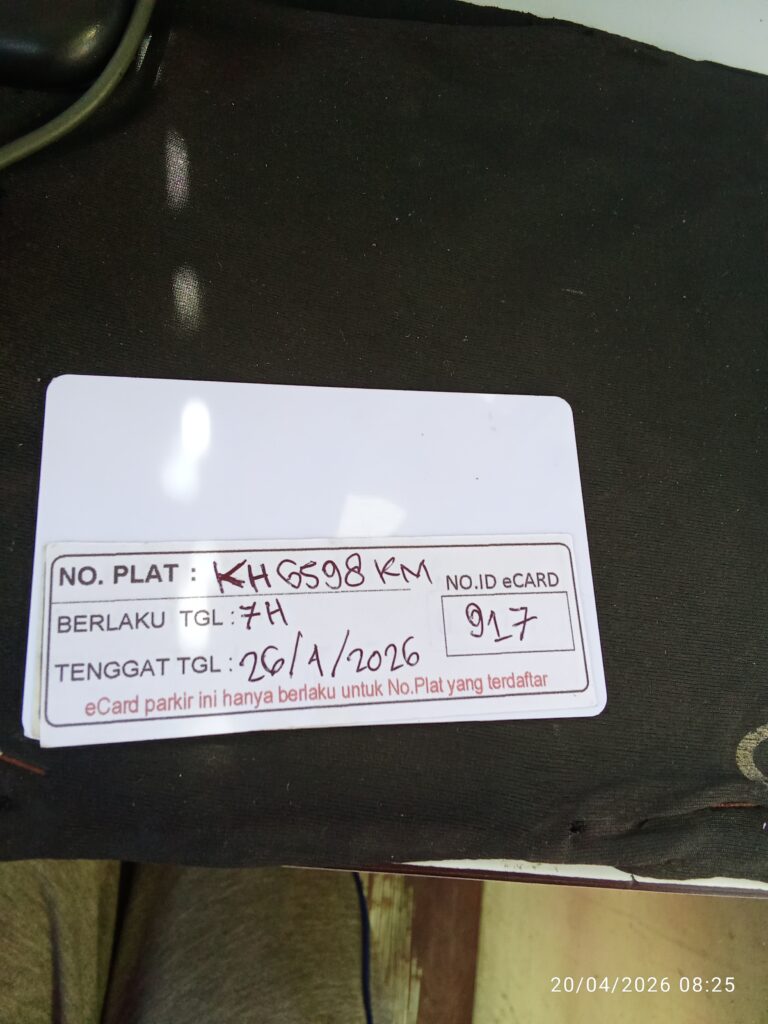 NO. PLAT : KH 6598 KM
NO.ID eCARD
917
BERLAKU TGL : 7H
TENGGAT TGL : 26/1/2026
eCard parkir ini hanya berlaku untuk No.Plat yang terdaftar
20/04/2026 08:25